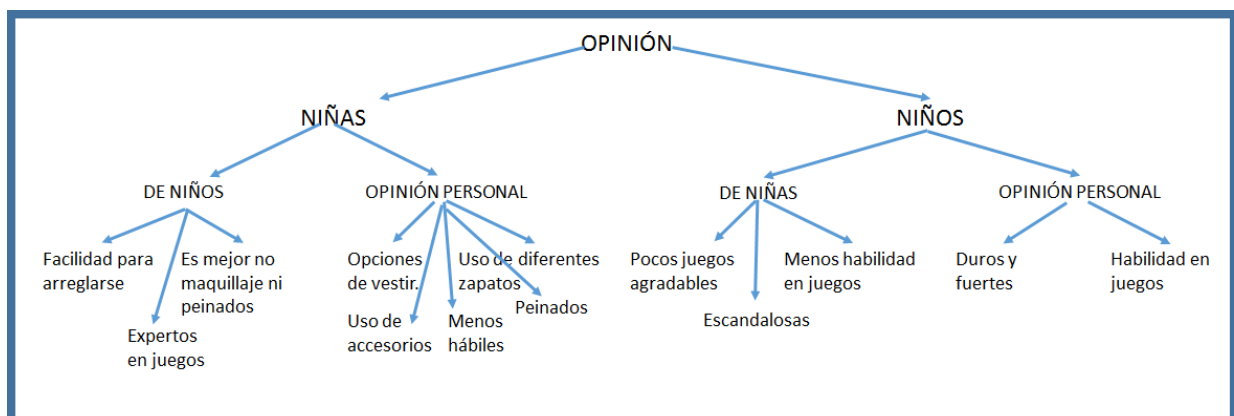 OPINIÓN
NIÑAS
NIÑOS
DE NIÑOS
OPINIÓN PERSONAL
DE NIÑAS
OPINIÓN PERSONAL
Facilidad para
arreglarse
Expertos
en juegos
Es mejor no
maquillaje ni
peinados
Opciones
de vestir.
Uso de
accesorios
Menos
hábiles
Peinados
Uso de diferentes
zapatos
Pocos juegos
agradables
Escandalosas
Menos habilidad
en juegos
Duros y
fuertes
Habilidad en
juegos